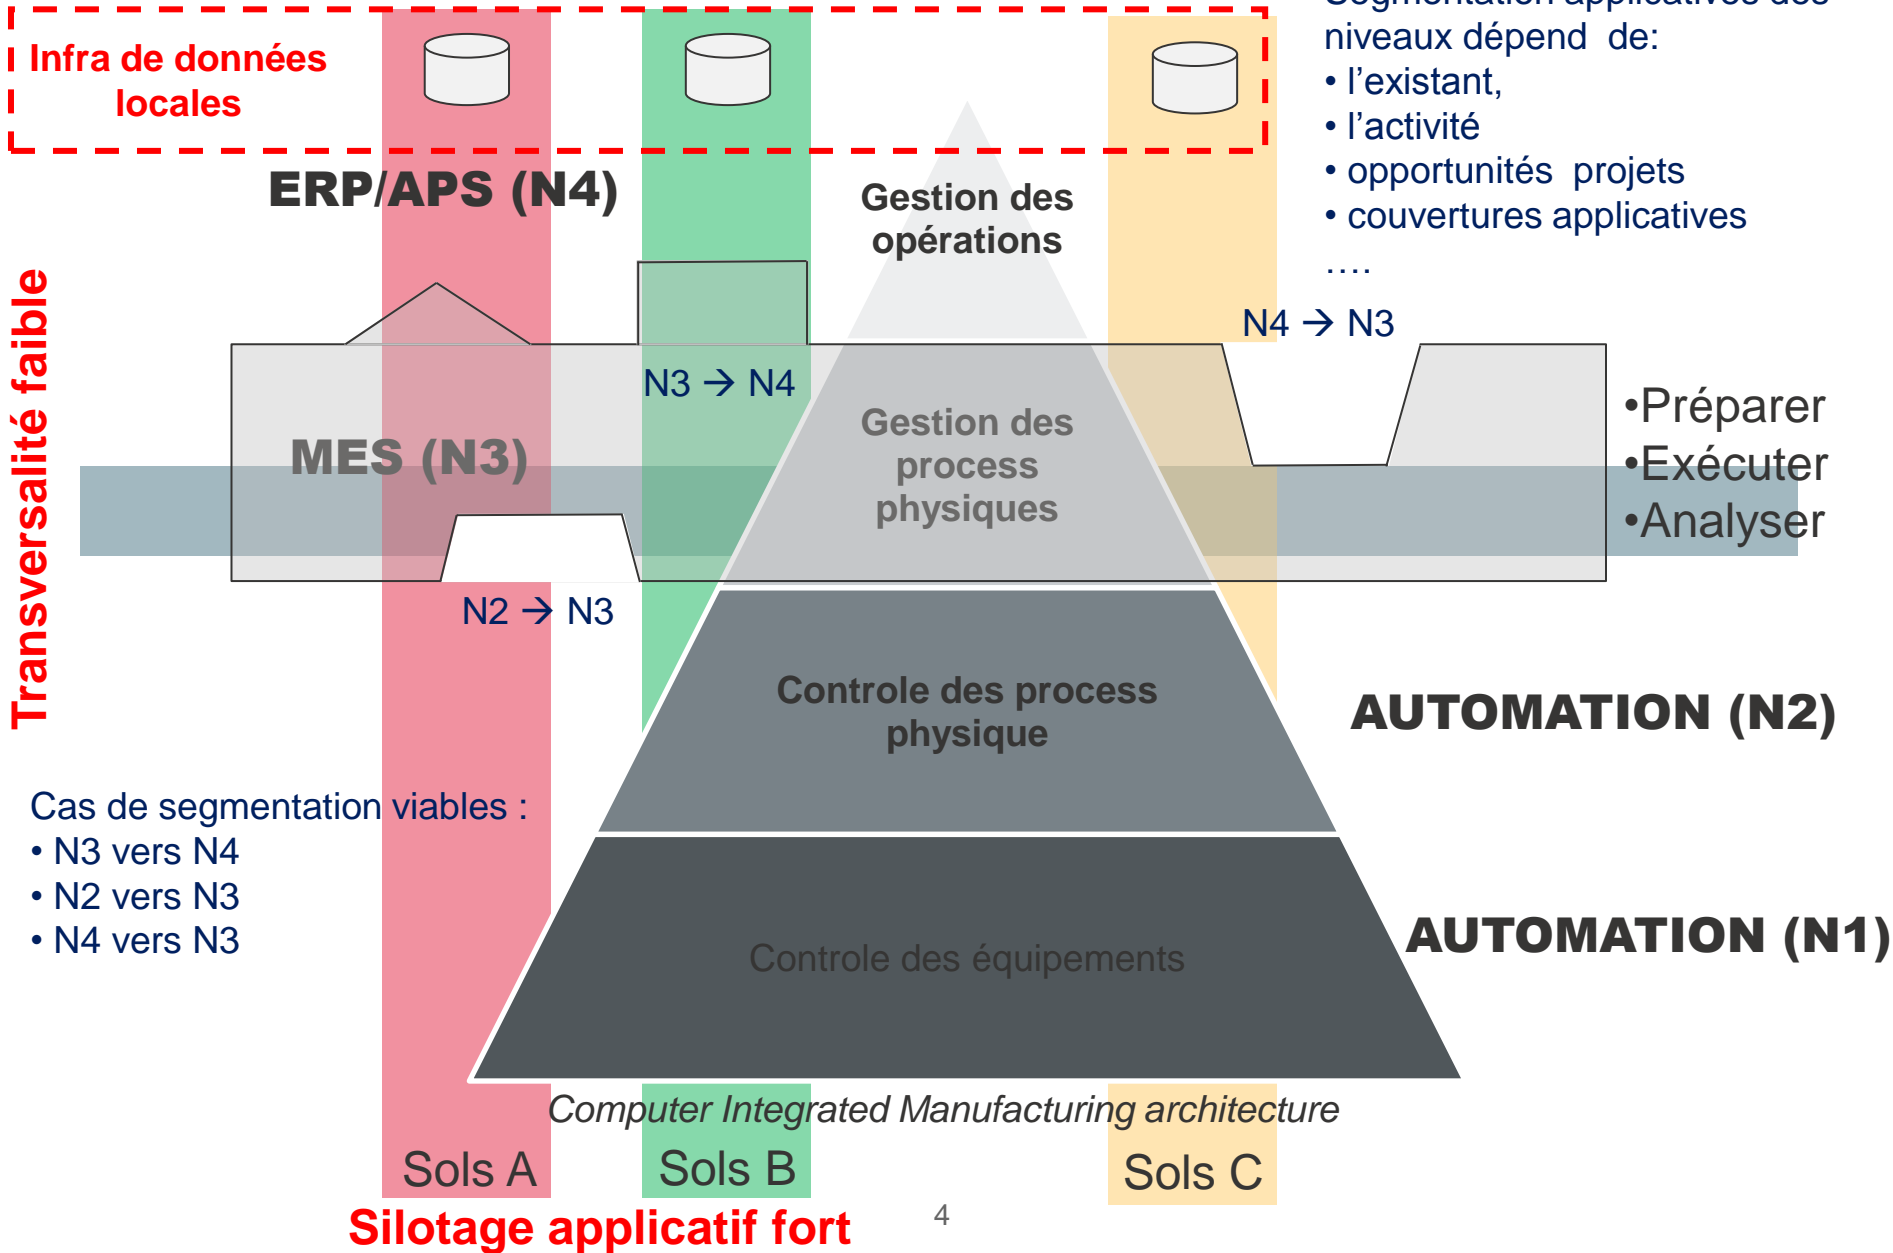 Segmentation applicatives des
niveaux dépend de:
• l'existant,
• l'activité
• opportunités projets
• couvertures applicatives
….
Infra de données
locales
ERP/APS (N4)
Gestion des
opérations
N4 → N3
Transversalité faible
N3 → N4
MES (N3)
Gestion des
process
physiques
•Préparer
•Exécuter
•Analyser
N2 → N3
Controle des process
physique
AUTOMATION (N2)
Cas de segmentation viables :
• N3 vers N4
• N2 vers N3
• N4 vers N3
Controle des équipements
AUTOMATION (N1)
Computer Integrated Manufacturing architecture
Sols A
Sols B
Sols C
Silotage applicatif fort
4